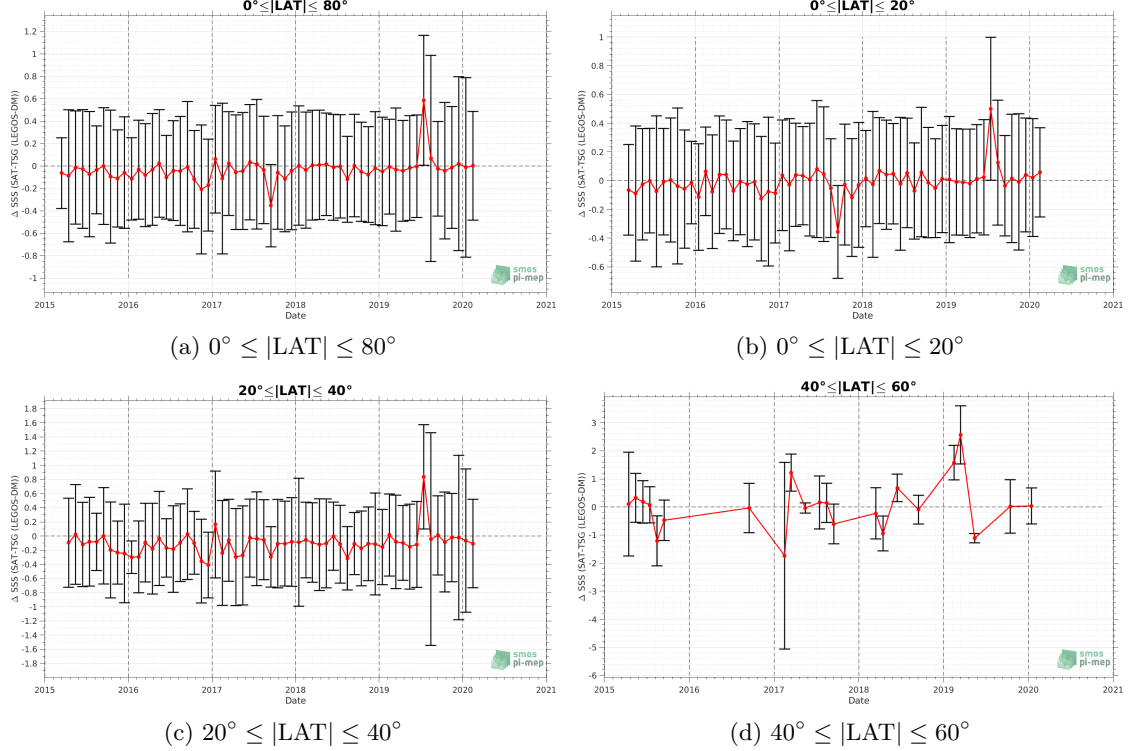 0°≤|LAT|≤ 80°
Δ SSS (SAT-TSG (LEGOS-DM))
1.2
1
0.8
0.6
0.4
0.2
0
-0.2
-0.4
-0.6
-0.8
-1
2015 2016 2017 2018 2019 2020 2021
Date
smos
pi-mep
(a) 0° ≤ |LAT| ≤ 80°
0°≤|LAT|≤ 20°
Δ SSS (SAT-TSG (LEGOS-DM))
1
0.8
0.6
0.4
0.2
0
-0.2
-0.4
-0.6
2015 2016 2017 2018 2019 2020 2021
Date
smos
pi-mep
(b) 0° ≤ |LAT| ≤ 20°
20°≤|LAT|≤ 40°
Δ SSS (SAT-TSG (LEGOS-DM))
1.8
1.6
1.4
1.2
1
0.8
0.6
0.4
0.2
0
-0.2
-0.4
-0.6
-0.8
-1
-1.2
-1.4
-1.6
-1.8
2015 2016 2017 2018 2019 2020 2021
Date
smos
pi-mep
(c) 20° ≤ |LAT| ≤ 40°
40°≤|LAT|≤ 60°
Δ SSS (SAT-TSG (LEGOS-DM))
3
2
1
0
-1
-2
-3
-4
-5
-6
2015 2016 2017 2018 2019 2020 2021
Date
smos
pi-mep
(d) 40° ≤ |LAT| ≤ 60°